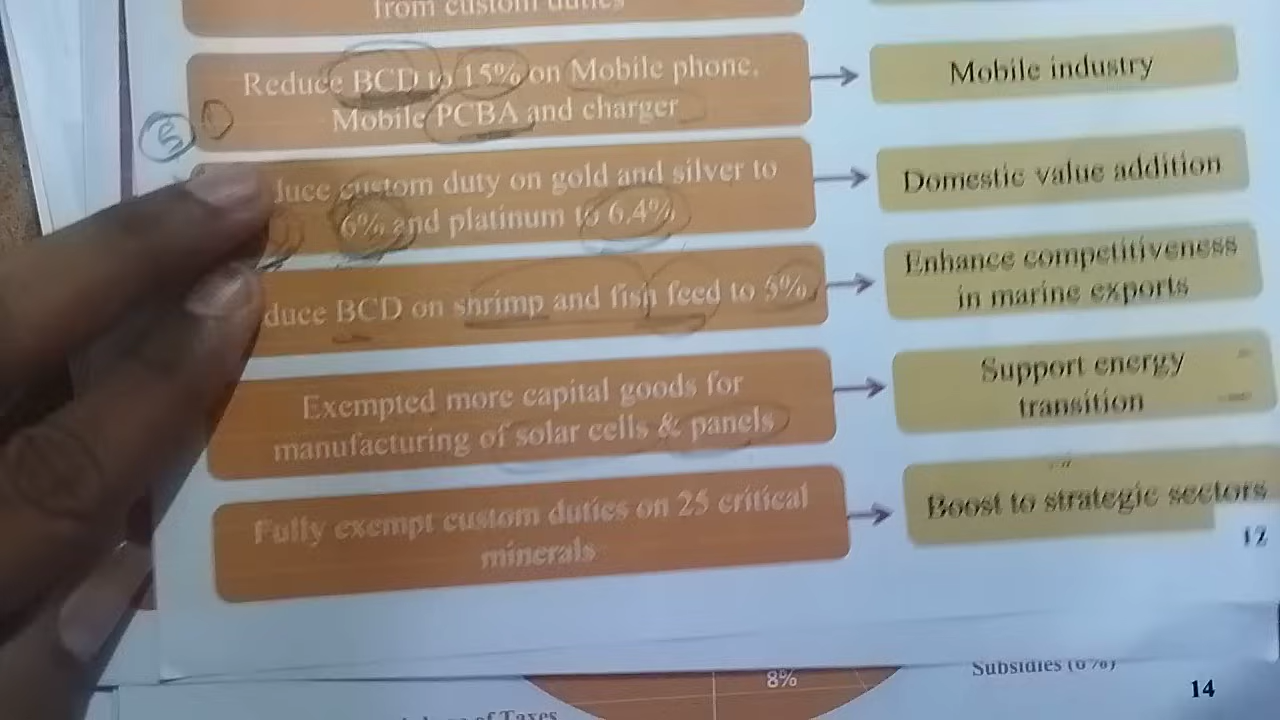 from custom duties
Reduce BCD to 15% on Mobile phone,
Mobile PCBA and charger
Mobile industry
duce custom duty on gold and silver to
6% and platinum to 6.4%
Domestic value addition
duce BCD on shrimp and fish feed to 5%
Enhance competitiveness
in marine exports
Exempted more capital goods for
manufacturing of solar cells & panels
Support energy
transition
Fully exempt custom duties on 25 critical
minerals
Boost to strategic sectors
12
8%
Subsidies (6%)
of Taxes
14